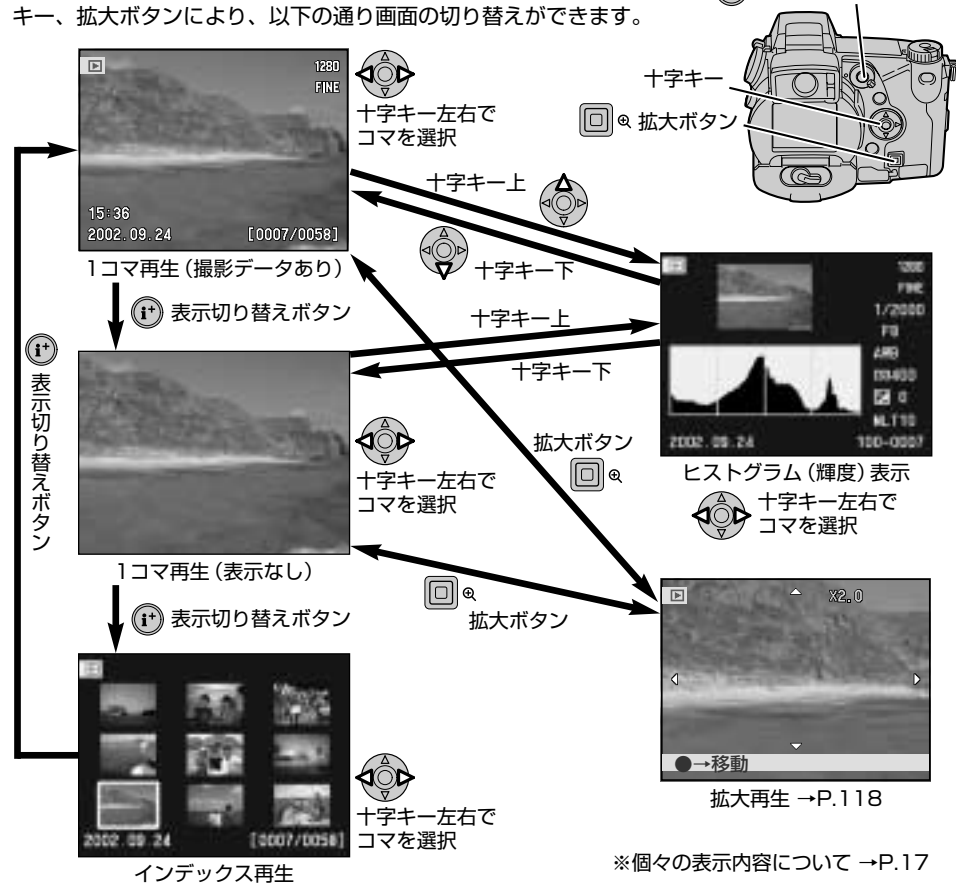 キー、拡大ボタンにより、以下の通り画面の切り替えができます。
十字キー
拡大ボタン
1280
FINE
15:36
2002.09.24 [0007/0058]
十字キー左右で
コマを選択
1コマ再生（撮影データあり）
十字キー上
十字キー下
i+ 表示切り替えボタン
i+
表示切り替えボタン
十字キー上
十字キー下
1280
FINE
1/2000
F8
AWB
2002.09.24 100-0007
ヒストグラム（輝度）表示
十字キー左右で
コマを選択
十字キー左右で
コマを選択
1コマ再生（表示なし）
拡大ボタン
拡大ボタン
i+ 表示切り替えボタン
2002.09.24 [0007/0058]
十字キー左右で
コマを選択
インデックス再生
X2.0
●→移動
拡大再生 →P.118
※個々の表示内容について →P.17